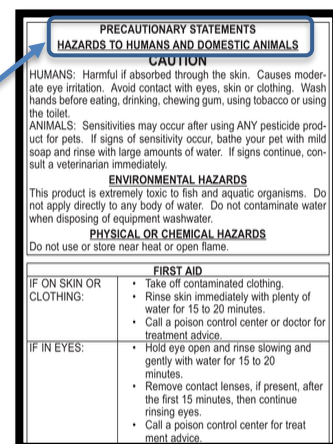 PRECAUTIONARY STATEMENTS
HAZARDS TO HUMANS AND DOMESTIC ANIMALS
CAUTION
HUMANS: Harmful if absorbed through the skin. Causes moder-
ate eye irritation. Avoid contact with eyes, skin or clothing. Wash
hands before eating, drinking, chewing gum, using tobacco or using
the toilet.
ANIMALS: Sensitivities may occur after using ANY pesticide prod-
uct for pets. If signs of sensitivity occur, bathe your pet with mild
soap and rinse with large amounts of water. If signs continue, con-
sult a veterinarian immediately.
ENVIRONMENTAL HAZARDS
This product is extremely toxic to fish and aquatic organisms. Do
not apply directly to any body of water. Do not contaminate water
when disposing of equipment washwater.
PHYSICAL OR CHEMICAL HAZARDS
Do not use or store near heat or open flame.
FIRST AID
IF ON SKIN OR
CLOTHING:
• Take off contaminated clothing.
• Rinse skin immediately with plenty of
water for 15 to 20 minutes.
• Call a poison control center or doctor for
treatment advice.
IF IN EYES:
• Hold eye open and rinse slowing and
gently with water for 15 to 20
minutes.
• Remove contact lenses, if present, after
the first 15 minutes, then continue
rinsing eyes.
• Call a poison control center for treat
ment advice.